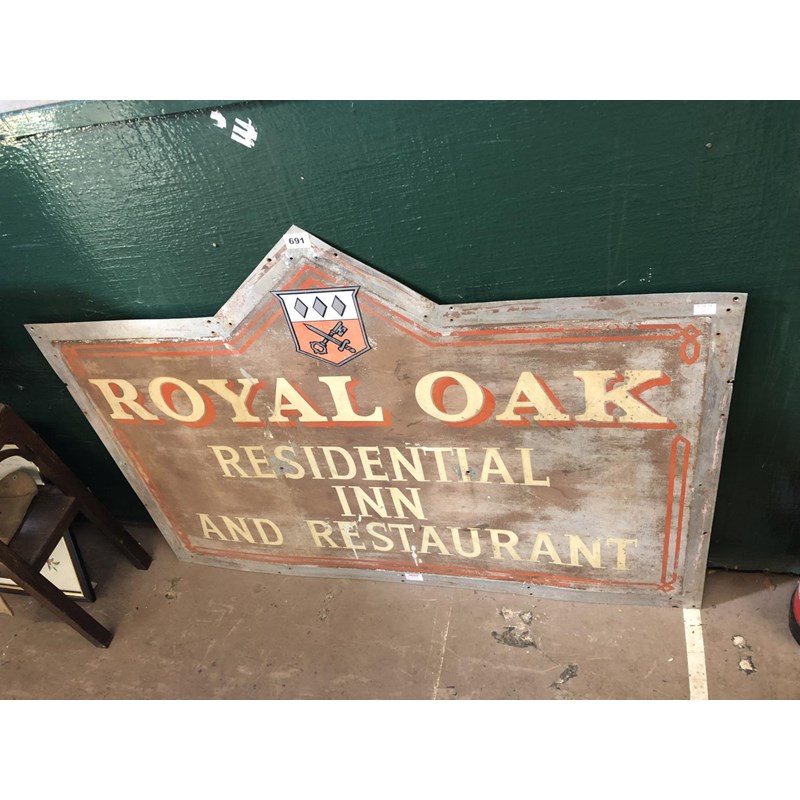 691
ROYAL OAK
RESIDENTIAL
INN
AND RESTAURANT